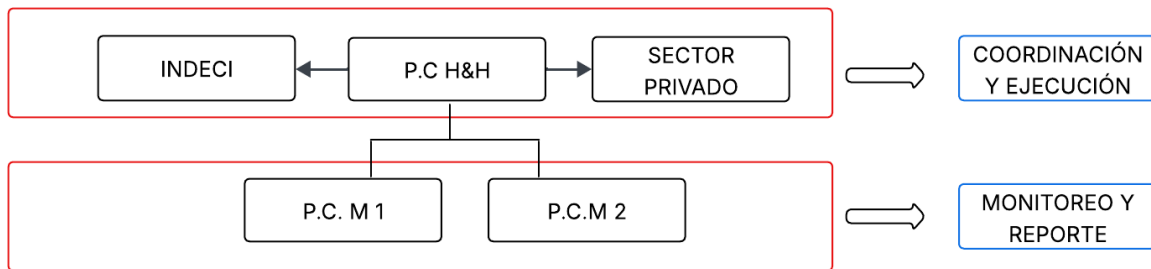 INDECI
P.C H&H
SECTOR
PRIVADO
COORDINACIÓN
Y EJECUCIÓN
P.C. M 1
P.C.M 2
MONITOREO Y
REPORTE